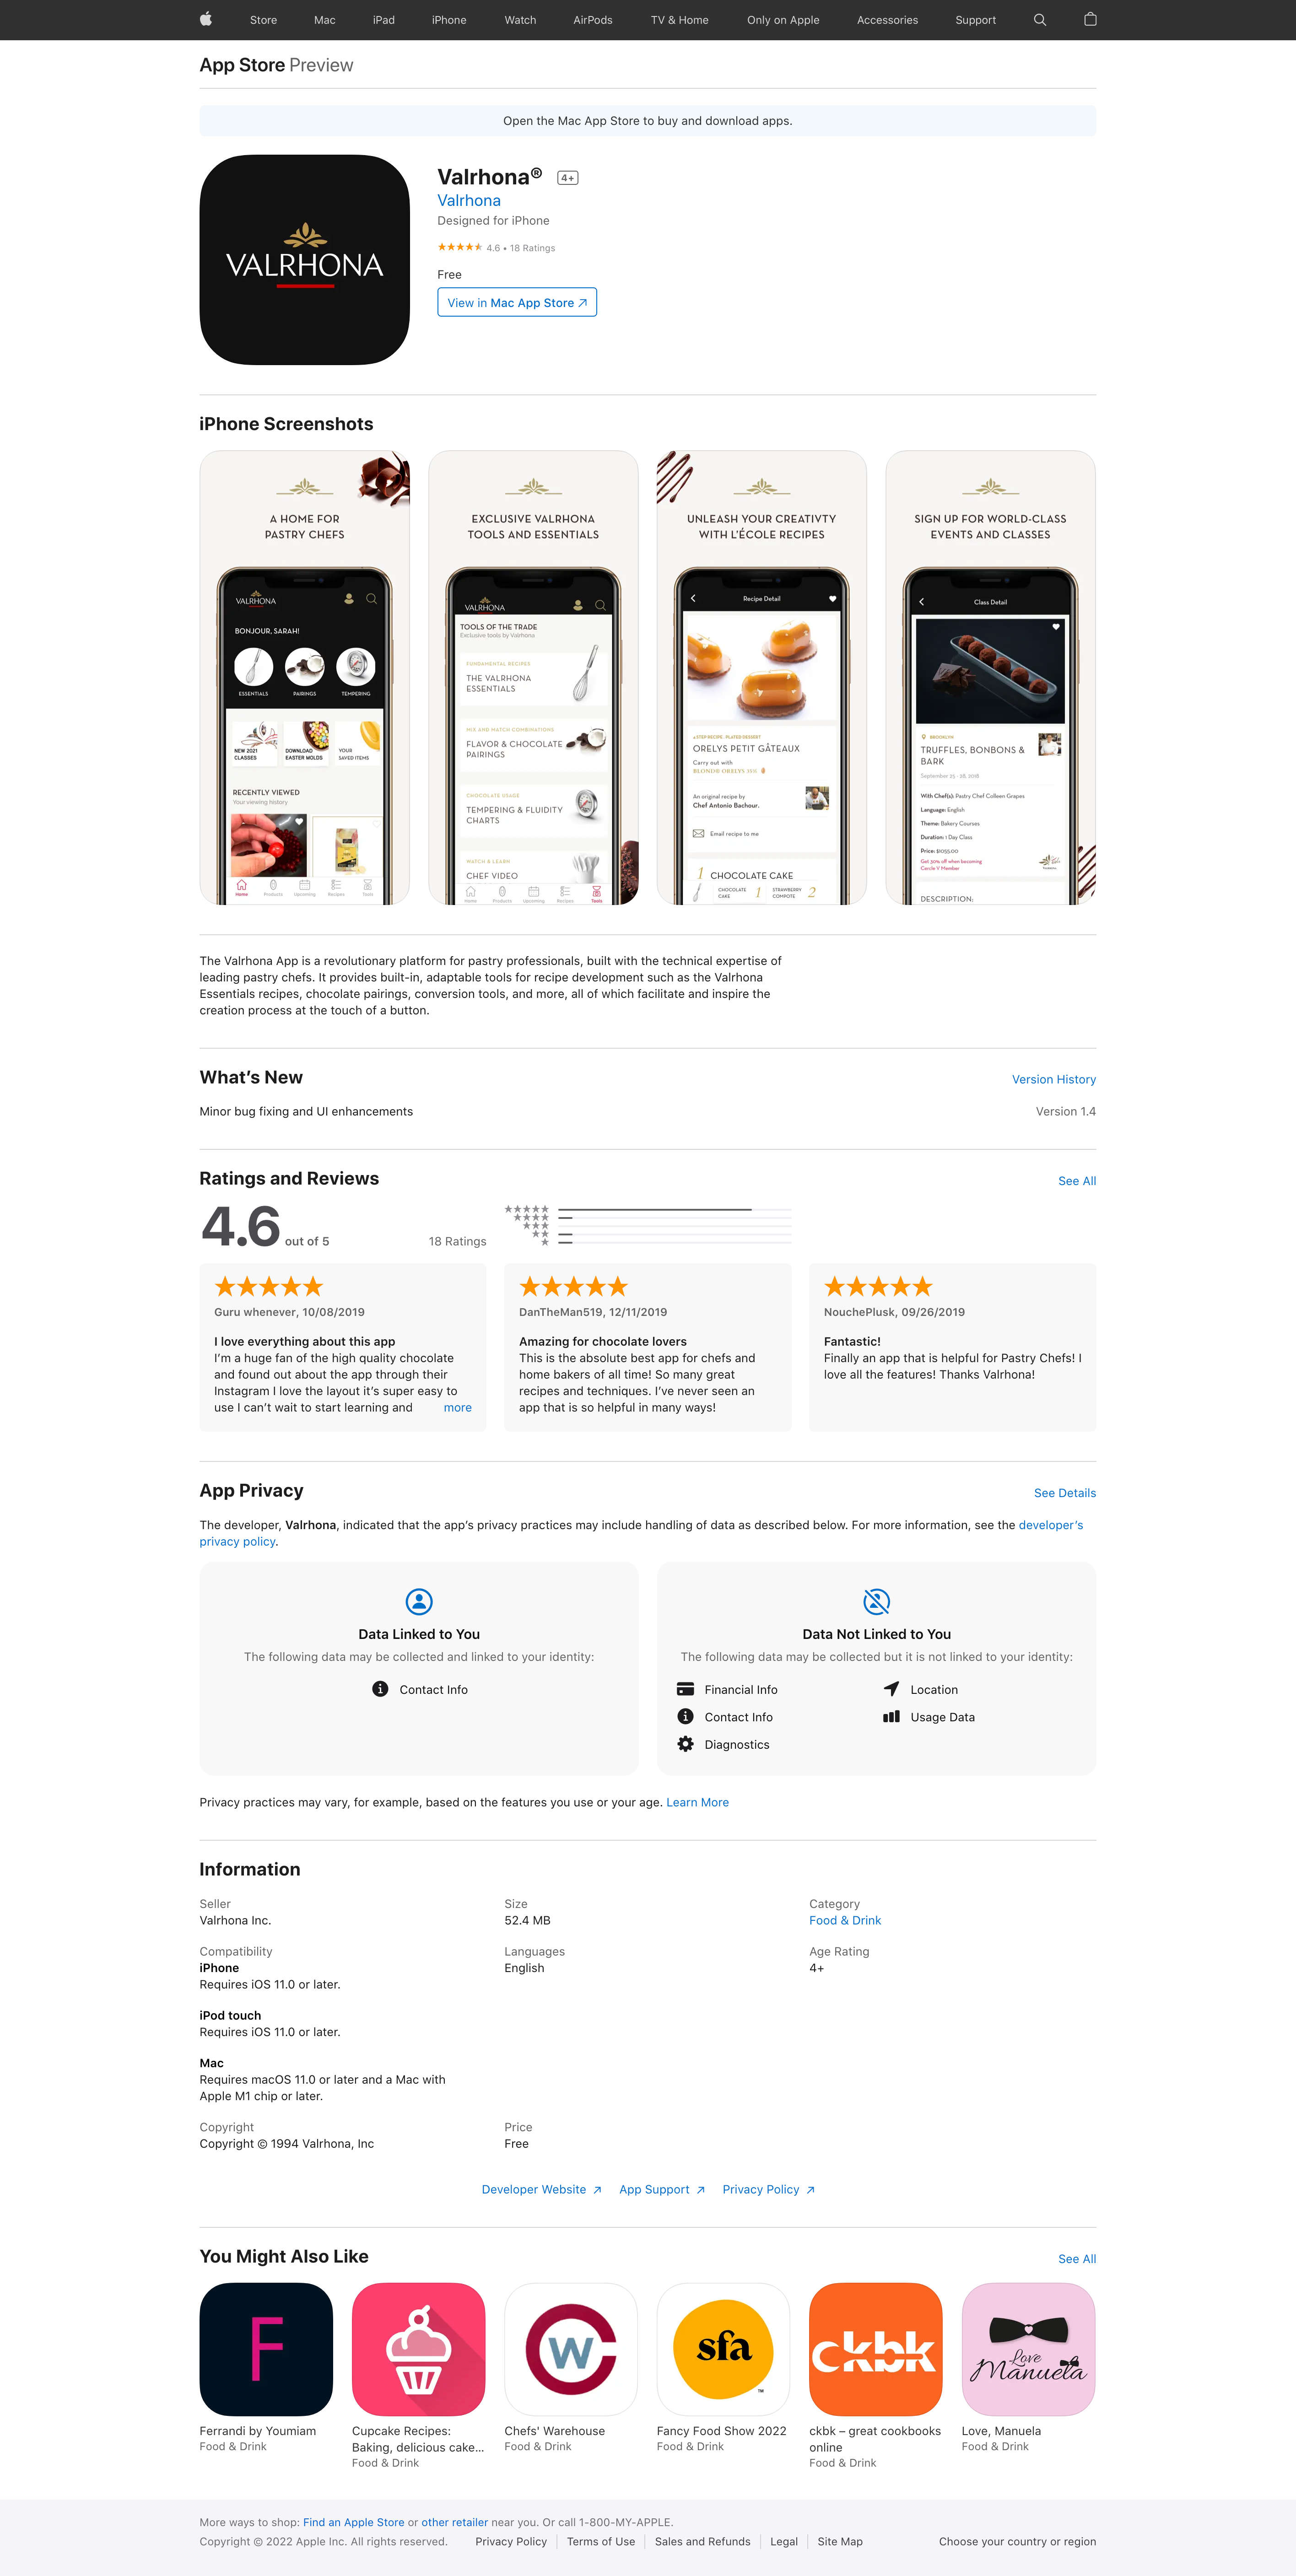 Store Mac iPad iPhone Watch AirPods TV & Home Only on Apple Accessories Support
App Store Preview
Open the Mac App Store to buy and download apps.
VALRHONA
Valrhona® 4+
Valrhona
Designed for iPhone
4.6 • 18 Ratings
Free
View in Mac App Store
iPhone Screenshots
A HOME FOR
PASTRY CHEFS
VALRHONA
BONJOUR, SARAH!
ESSENTIALS PAIRINGS TEMPERING
NEW 2021
CLASSES
DOWNLOAD
EASTER MOLDS
YOUR
SAVED ITEMS
RECENTLY VIEWED
Your viewing history
Home Products Upcoming Recipes Tools
EXCLUSIVE VALRHONA
TOOLS AND ESSENTIALS
VALRHONA
TOOLS OF THE TRADE
Exclusive tools by Valrhona
FUNDAMENTAL RECIPES
THE VALRHONA
ESSENTIALS
MIX AND MATCH COMBINATIONS
FLAVOR & CHOCOLATE
PAIRINGS
CHOCOLATE USAGE
TEMPERING & FLUIDITY
CHARTS
WATCH & LEARN
CHEF VIDEO
Home Products Upcoming Recipes Tools
UNLEASH YOUR CREATIVTY
WITH L'ÉCOLE RECIPES
Recipe Detail
4 STEP RECIPE · PLATED DESSERT
ORELYS PETIT GÂTEAUX
Carry out with
BLONDE ORELYS 35%
An original recipe by
Chef Antonio Bachour.
Email recipe to me
1 CHOCOLATE CAKE
CHOCOLATE
CAKE
1
STRAWBERRY
COMPOTE
2
SIGN UP FOR WORLD-CLASS
EVENTS AND CLASSES
Class Detail
BROOKLYN
TRUFFLES, BONBONS &
BARK
September 25 - 26, 2018
With Chef(s): Pastry Chef Colleen Grapes
Language: English
Theme: Bakery Courses
Duration: 1 Day Class
Price: $1055.00
Get 30% off when becoming
Cercle V Member
DESCRIPTION:
The Valrhona App is a revolutionary platform for pastry professionals, built with the technical expertise of
leading pastry chefs. It provides built-in, adaptable tools for recipe development such as the Valrhona
Essentials recipes, chocolate pairings, conversion tools, and more, all of which facilitate and inspire the
creation process at the touch of a button.
What's New
Version History
Minor bug fixing and UI enhancements
Version 1.4
Ratings and Reviews
See All
4.6 out of 5
18 Ratings
Guru whenever, 10/08/2019
I love everything about this app
I'm a huge fan of the high quality chocolate
and found out about the app through their
Instagram I love the layout it's super easy to
use I can't wait to start learning and more
DanTheMan519, 12/11/2019
Amazing for chocolate lovers
This is the absolute best app for chefs and
home bakers of all time! So many great
recipes and techniques. I've never seen an
app that is so helpful in many ways!
NouchePlusk, 09/26/2019
Fantastic!
Finally an app that is helpful for Pastry Chefs! I
love all the features! Thanks Valrhona!
App Privacy
See Details
The developer, Valrhona, indicated that the app's privacy practices may include handling of data as described below. For more information, see the developer's
privacy policy.
Data Linked to You
The following data may be collected and linked to your identity:
Contact Info
Data Not Linked to You
The following data may be collected but it is not linked to your identity:
Financial Info
Location
Contact Info
Usage Data
Diagnostics
Privacy practices may vary, for example, based on the features you use or your age. Learn More
Information
Seller
Valrhona Inc.
Size
52.4 MB
Category
Food & Drink
Compatibility
iPhone
Requires iOS 11.0 or later.
iPod touch
Requires iOS 11.0 or later.
Mac
Requires macOS 11.0 or later and a Mac with
Apple M1 chip or later.
Languages
English
Age Rating
4+
Copyright
Copyright © 1994 Valrhona, Inc
Price
Free
Developer Website App Support Privacy Policy
You Might Also Like
See All
F
Ferrandi by Youmiam
Food & Drink
Cupcake Recipes:
Baking, delicious cake...
Food & Drink
CW
Chefs' Warehouse
Food & Drink
sfa ™
Fancy Food Show 2022
Food & Drink
ckbk
ckbk – great cookbooks
online
Food & Drink
Love
Manuela
Love, Manuela
Food & Drink
More ways to shop: Find an Apple Store or other retailer near you. Or call 1-800-MY-APPLE.
Copyright © 2022 Apple Inc. All rights reserved. Privacy Policy Terms of Use Sales and Refunds Legal Site Map Choose your country or region